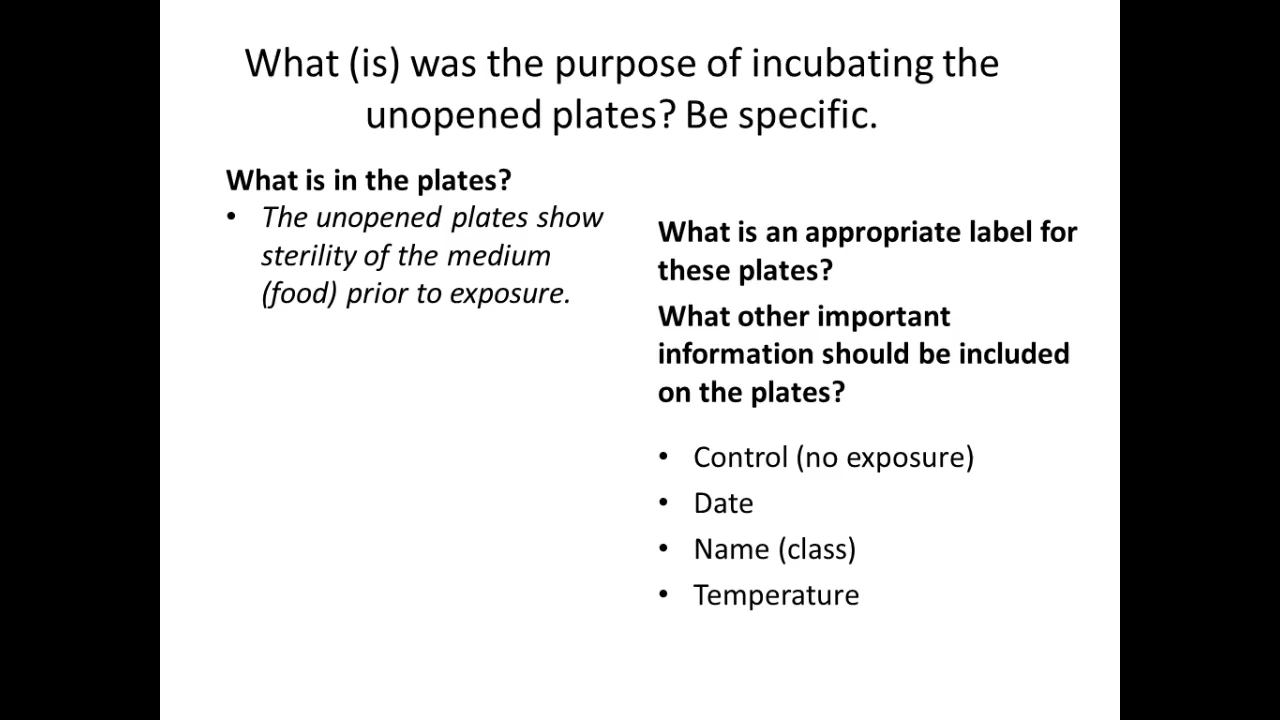 What (is) was the purpose of incubating the
unopened plates? Be specific.
What is in the plates?
• The unopened plates show
sterility of the medium
(food) prior to exposure.
What is an appropriate label for
these plates?
What other important
information should be included
on the plates?
• Control (no exposure)
• Date
• Name (class)
• Temperature